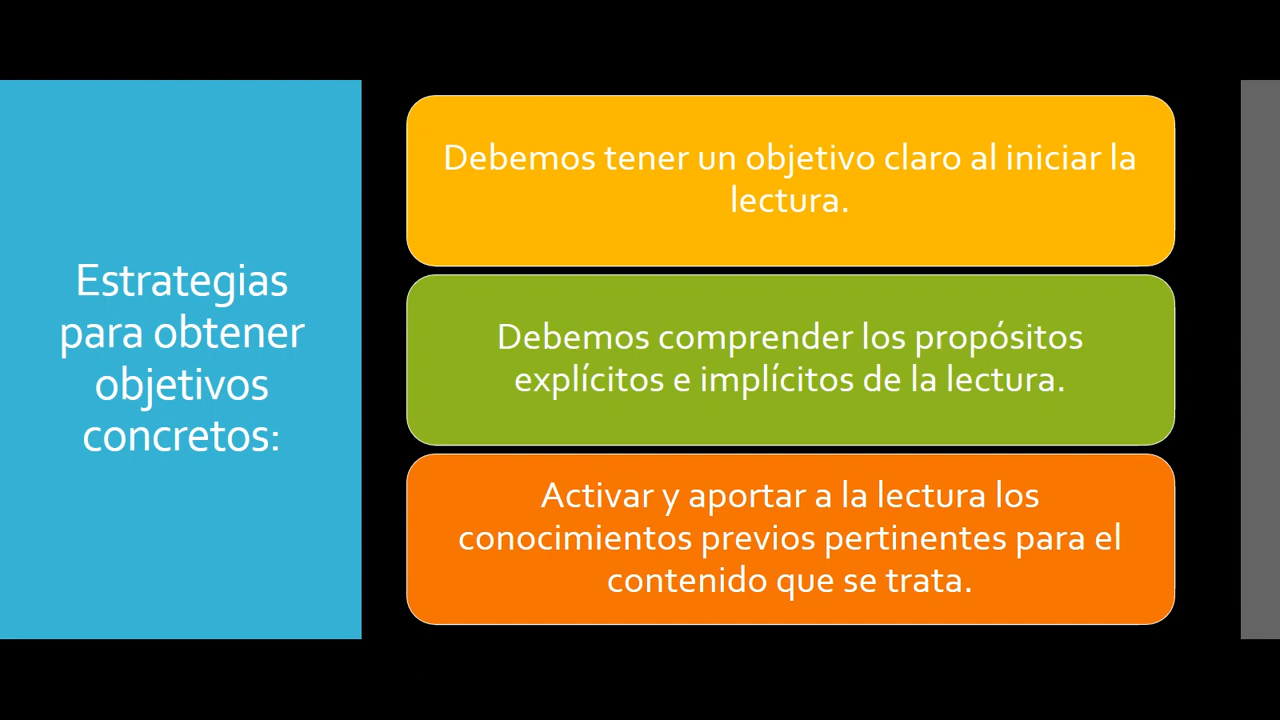 Estrategias
para obtener
objetivos
concretos:
Debemos tener un objetivo claro al iniciar la
lectura.
Debemos comprender los propósitos
explícitos e implícitos de la lectura.
Activar y aportar a la lectura los
conocimientos previos pertinentes para el
contenido que se trata.